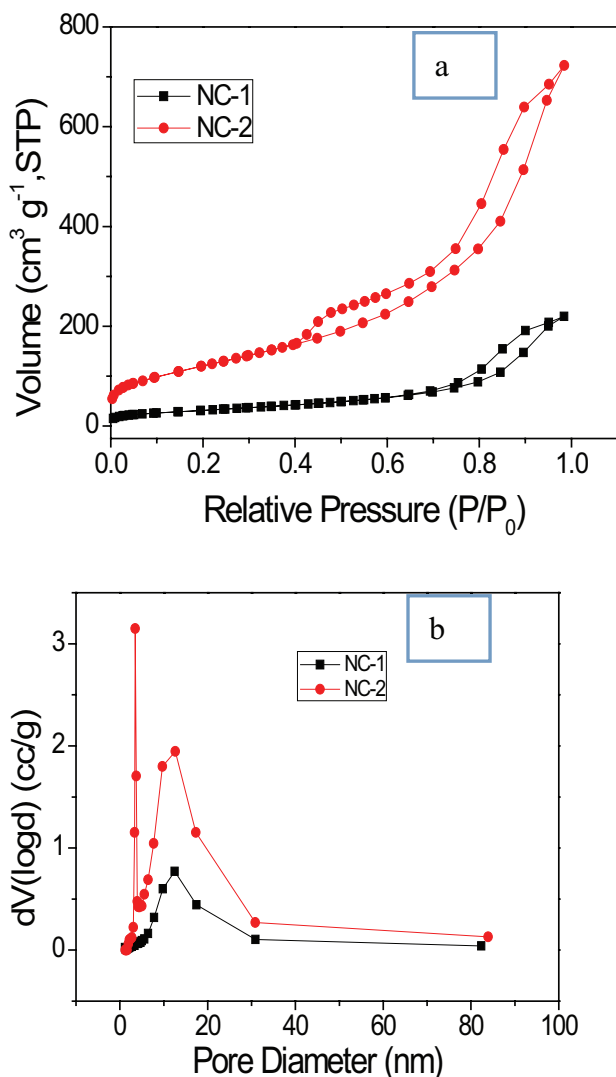 a
NC-1
NC-2
800
600
400
200
0
Volume (cm³ g⁻¹,STP)
0.0 0.2 0.4 0.6 0.8 1.0
Relative Pressure (P/P₀)
b
NC-1
NC-2
3
2
1
0
dV(logd) (cc/g)
0 20 40 60 80 100
Pore Diameter (nm)